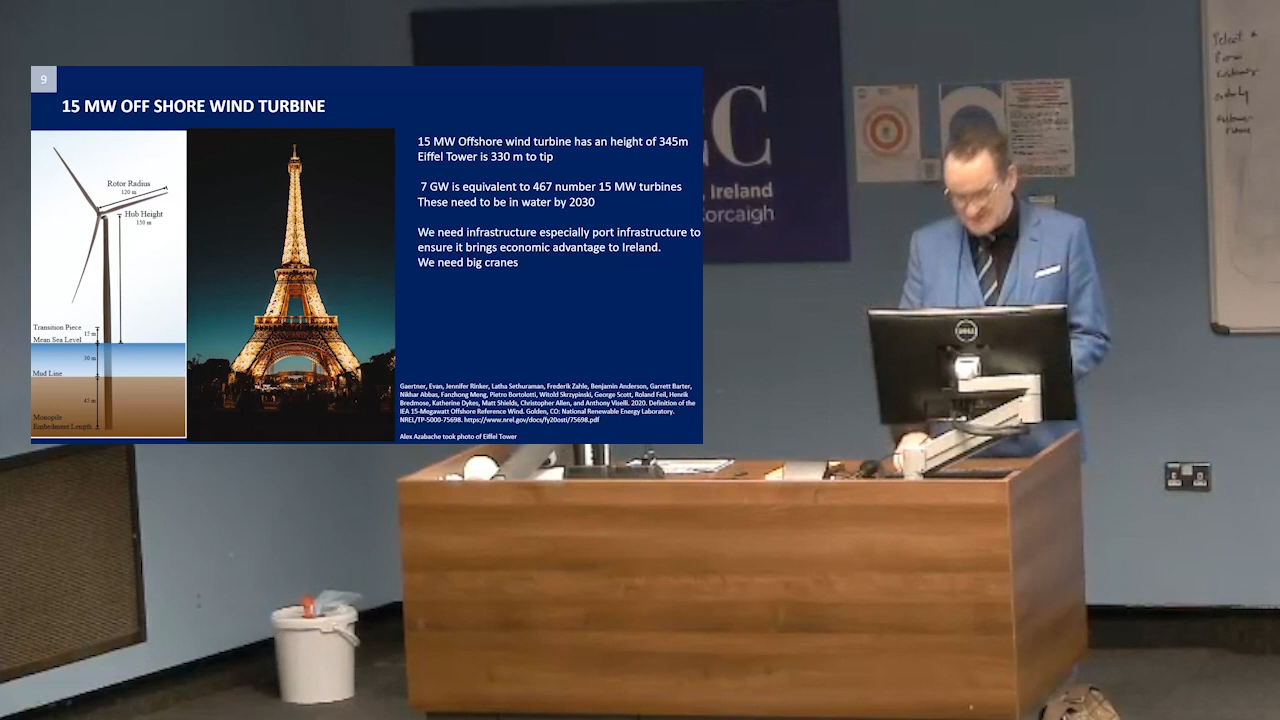 9
15 MW OFF SHORE WIND TURBINE
15 MW Offshore wind turbine has an height of 345m
Eiffel Tower is 330 m to tip
7 GW is equivalent to 467 number 15 MW turbines
These need to be in water by 2030
We need infrastructure especially port infrastructure to
ensure it brings economic advantage to Ireland.
We need big cranes
Rotor Radius
120 m
Hub Height
150 m
Transition Piece
15 m
Mean Sea Level
30 m
Mud Line
45 m
Monopile
Embedment Length
Gaertner, Evan, Jennifer Rinker, Latha Sethuraman, Frederik Zahle, Benjamin Anderson, Garrett Barter,
Nikhar Abbas, Fanzhong Meng, Pietro Bortolotti, Witold Skrzypinski, George Scott, Roland Feil, Henrik
Bredmose, Katherine Dykes, Matt Shields, Christopher Allen, and Anthony Viselli. 2020. Definition of the
IEA 15-Megawatt Offshore Reference Wind. Golden, CO: National Renewable Energy Laboratory.
NREL/TP-5000-75698. https://www.nrel.gov/docs/fy20osti/75698.pdf
Alex Azabache took photo of Eiffel Tower
C
, Ireland
Corcaigh
DELL
Select a